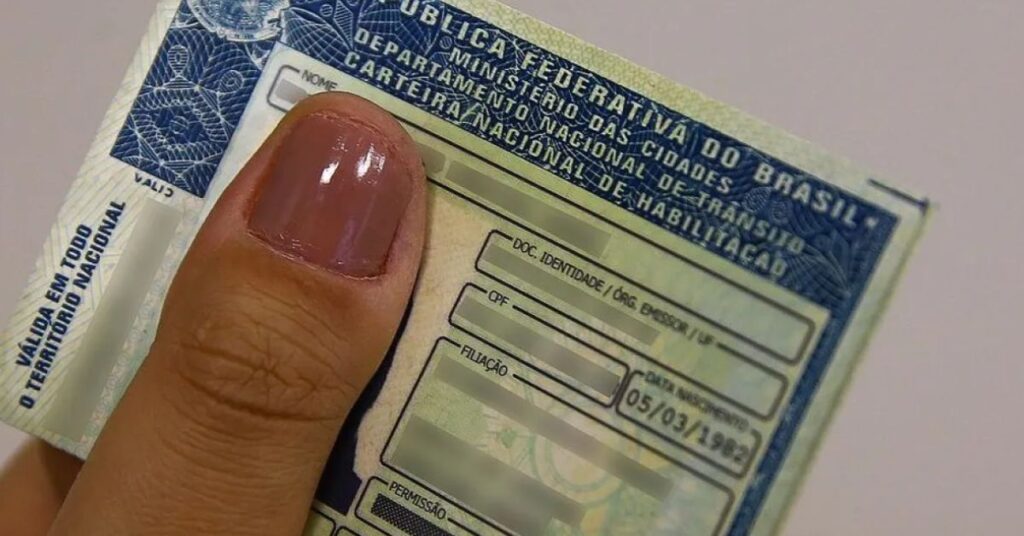 PÚBLICA FEDERATIVA DO BRASIL
MINISTÉRIO DAS CIDADES
DEPARTAMENTO NACIONAL DE TRÂNSITO
CARTEIRA NACIONAL DE HABILITAÇÃO
NOME
DOC. IDENTIDADE / ÓRG. EMISSOR / UF
CPF
DATA NASCIMENTO
05/03/1982
FILIAÇÃO
PERMISSÃO
VÁLIDA EM TODO
O TERRITÓRIO NACIONAL